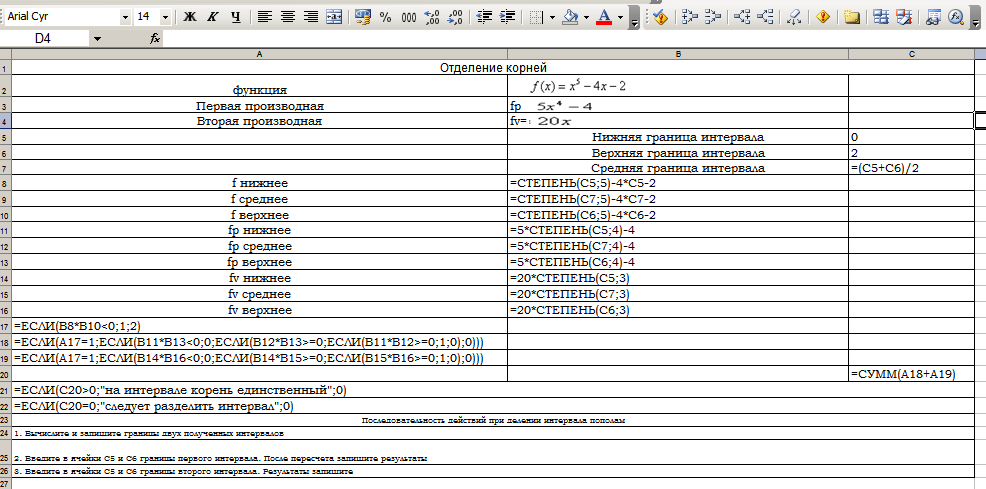 Arial Cyr 14 Ж К Ч % 000 ,00 ,00
D4 fx
A B C
1 Отделение корней
2 функция f(x) = x⁵ −4x−2
3 Первая производная fp 5x⁴ − 4
4 Вторая производная fv= 20x
5 Нижняя граница интервала 0
6 Верхняя граница интервала 2
7 Средняя граница интервала =(C5+C6)/2
8 f нижнее =СТЕПЕНЬ(C5;5)-4*C5-2
9 f среднее =СТЕПЕНЬ(C7;5)-4*C7-2
10 f верхнее =СТЕПЕНЬ(C6;5)-4*C6-2
11 fp нижнее =5*СТЕПЕНЬ(C5;4)-4
12 fp среднее =5*СТЕПЕНЬ(C7;4)-4
13 fp верхнее =5*СТЕПЕНЬ(C6;4)-4
14 fv нижнее =20*СТЕПЕНЬ(C5;3)
15 fv среднее =20*СТЕПЕНЬ(C7;3)
16 fv верхнее =20*СТЕПЕНЬ(C6;3)
17 =ЕСЛИ(B8*B10<0;1;2)
18 =ЕСЛИ(A17=1;ЕСЛИ(B11*B13<0;0;ЕСЛИ(B12*B13>=0;ЕСЛИ(B11*B12>=0;1;0);0)))
19 =ЕСЛИ(A17=1;ЕСЛИ(B14*B16<0;0;ЕСЛИ(B14*B15>=0;ЕСЛИ(B15*B16>=0;1;0);0)))
20 =СУММ(A18+A19)
21 =ЕСЛИ(C20>0;"на интервале корень единственный";0)
22 =ЕСЛИ(C20=0;"следует разделить интервал";0)
23 Последовательность действий при делении интервала пополам
24 1. Вычислите и запишите границы двух полученных интервалов
25 2. Введите в ячейки C5 и C6 границы первого интервала. После пересчета запишите результаты
26 3. Введите в ячейки C5 и C6 границы второго интервала. Результаты запишите
27